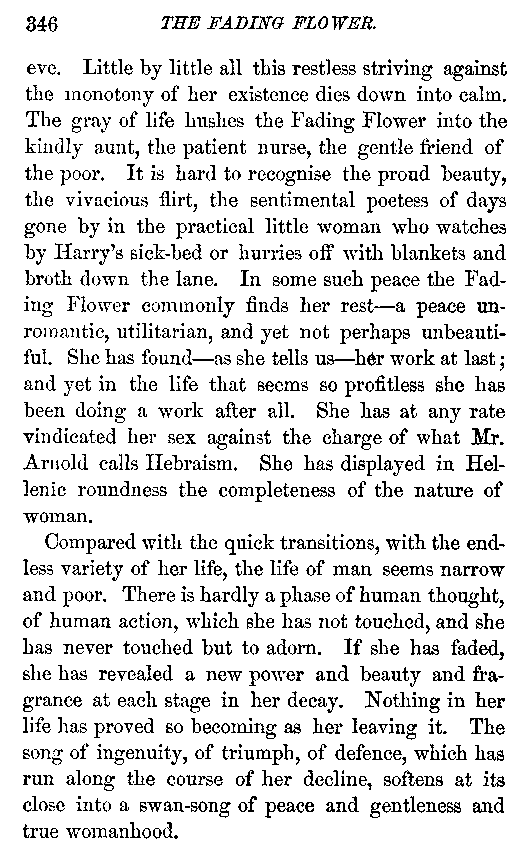 346 THE FADING FLOWER.
eve. Little by little all this restless striving against
the monotony of her existence dies down into calm.
The gray of life hushes the Fading Flower into the
kindly aunt, the patient nurse, the gentle friend of
the poor. It is hard to recognise the proud beauty,
the vivacious flirt, the sentimental poetess of days
gone by in the practical little woman who watches
by Harry's sick-bed or hurries off with blankets and
broth down the lane. In some such peace the Fad-
ing Flower commonly finds her rest—a peace un-
romantic, utilitarian, and yet not perhaps unbeauti-
ful. She has found—as she tells us—her work at last;
and yet in the life that seems so profitless she has
been doing a work after all. She has at any rate
vindicated her sex against the charge of what Mr.
Arnold calls Hebraism. She has displayed in Hel-
lenic roundness the completeness of the nature of
woman.
Compared with the quick transitions, with the end-
less variety of her life, the life of man seems narrow
and poor. There is hardly a phase of human thought,
of human action, which she has not touched, and she
has never touched but to adorn. If she has faded,
she has revealed a new power and beauty and fra-
grance at each stage in her decay. Nothing in her
life has proved so becoming as her leaving it. The
song of ingenuity, of triumph, of defence, which has
run along the course of her decline, softens at its
close into a swan-song of peace and gentleness and
true womanhood.